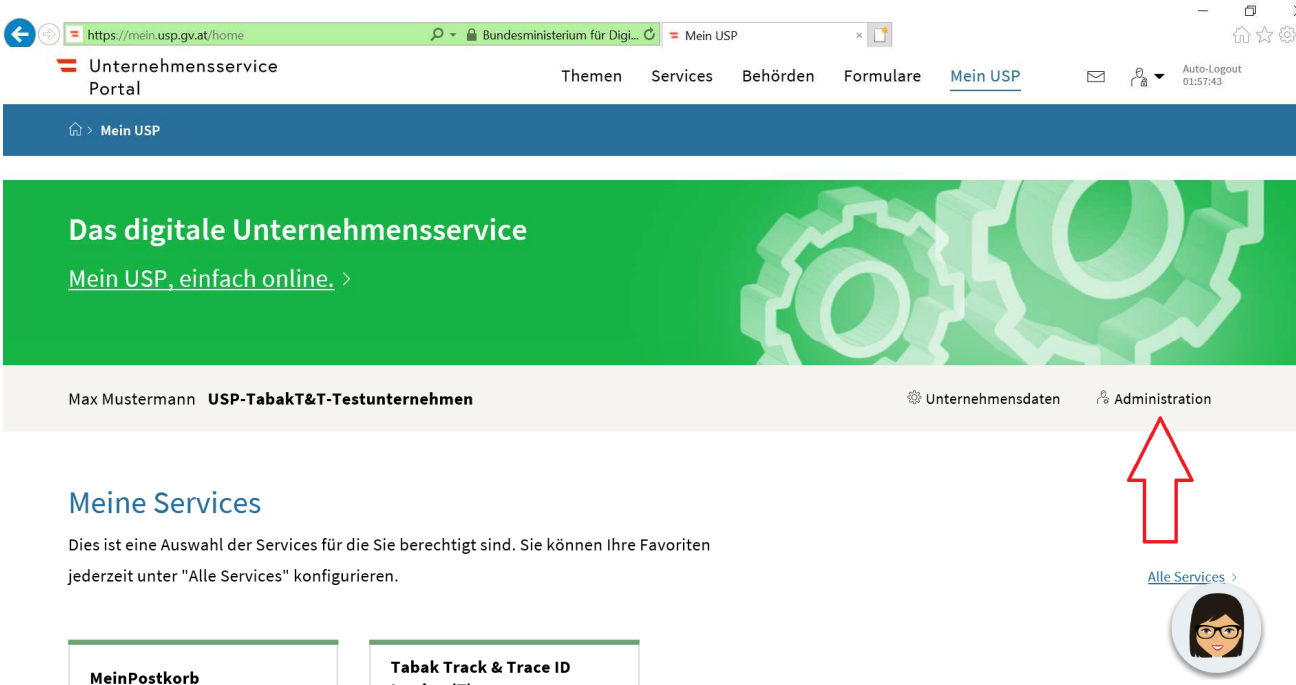 https://mein.usp.gv.at/home
Bundesministerium für Digi...
Mein USP
Unternehmensservice
Portal
Themen Services Behörden Formulare Mein USP
Auto-Logout
01:57:43
> Mein USP
Das digitale Unternehmensservice
Mein USP, einfach online. >
Max Mustermann USP-TabakT&T-Testunternehmen
Unternehmensdaten Administration
Meine Services
Dies ist eine Auswahl der Services für die Sie berechtigt sind. Sie können Ihre Favoriten
jederzeit unter "Alle Services" konfigurieren.
Alle Services >
MeinPostkorb
Tabak Track & Trace ID